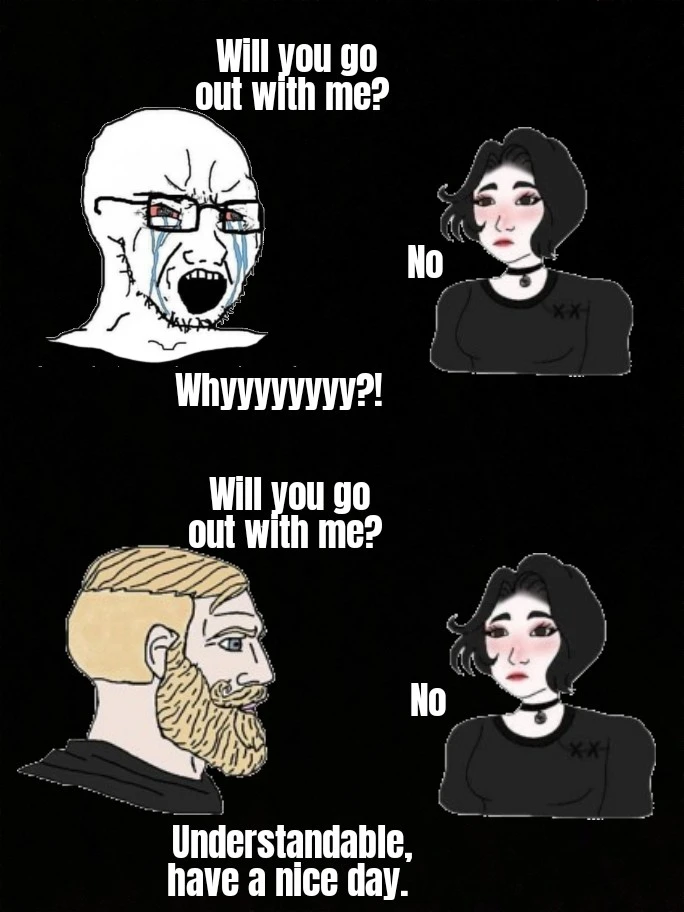 Will you go
out with me?
No
Whyyyyyyyy?!
Will you go
out with me?
No
Understandable,
have a nice day.